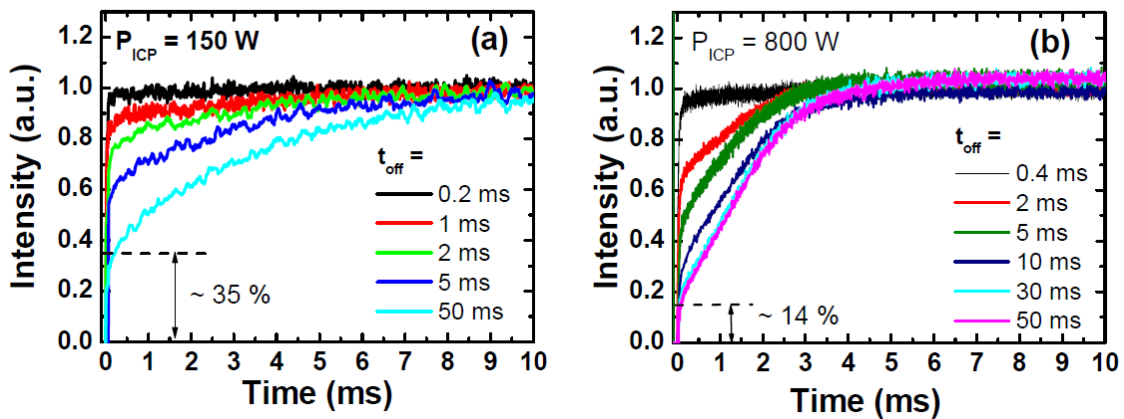 P_ICP = 150 W
(a)
Intensity (a.u.)
1.2
1.0
0.8
0.6
0.4
0.2
0.0
t_off =
0.2 ms
1 ms
2 ms
5 ms
50 ms
~ 35 %
0 1 2 3 4 5 6 7 8 9 10
Time (ms)
P_ICP = 800 W
(b)
Intensity (a.u.)
1.2
1.0
0.8
0.6
0.4
0.2
0.0
t_off =
0.4 ms
2 ms
5 ms
10 ms
30 ms
50 ms
~ 14 %
0 1 2 3 4 5 6 7 8 9 10
Time (ms)